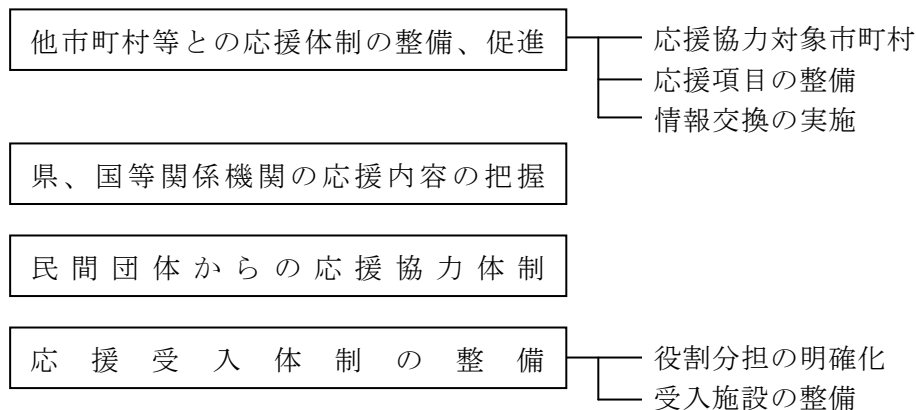 他市町村等との応援体制の整備、促進
応援協力対象市町村
応援項目の整備
情報交換の実施
県、国等関係機関の応援内容の把握
民間団体からの応援協力体制
応援受入体制の整備
役割分担の明確化
受入施設の整備